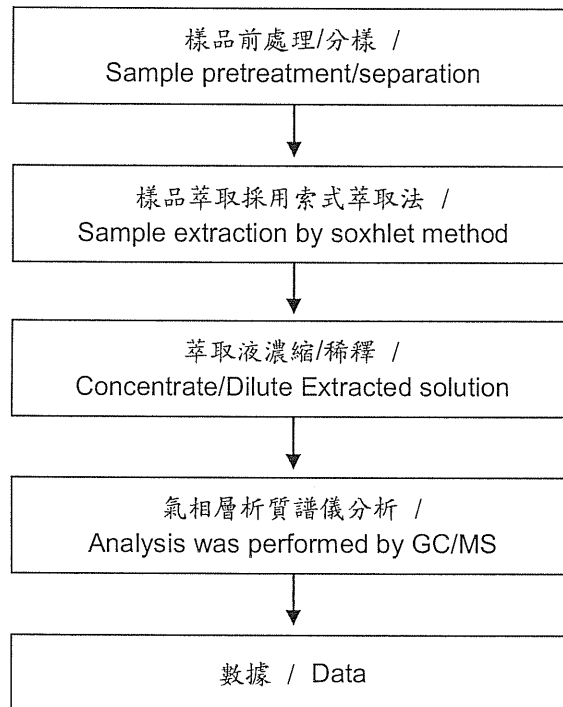 樣品前處理/分樣 /
Sample pretreatment/separation
樣品萃取採用索式萃取法 /
Sample extraction by soxhlet method
萃取液濃縮/稀釋 /
Concentrate/Dilute Extracted solution
氣相層析質譜儀分析 /
Analysis was performed by GC/MS
數據 / Data